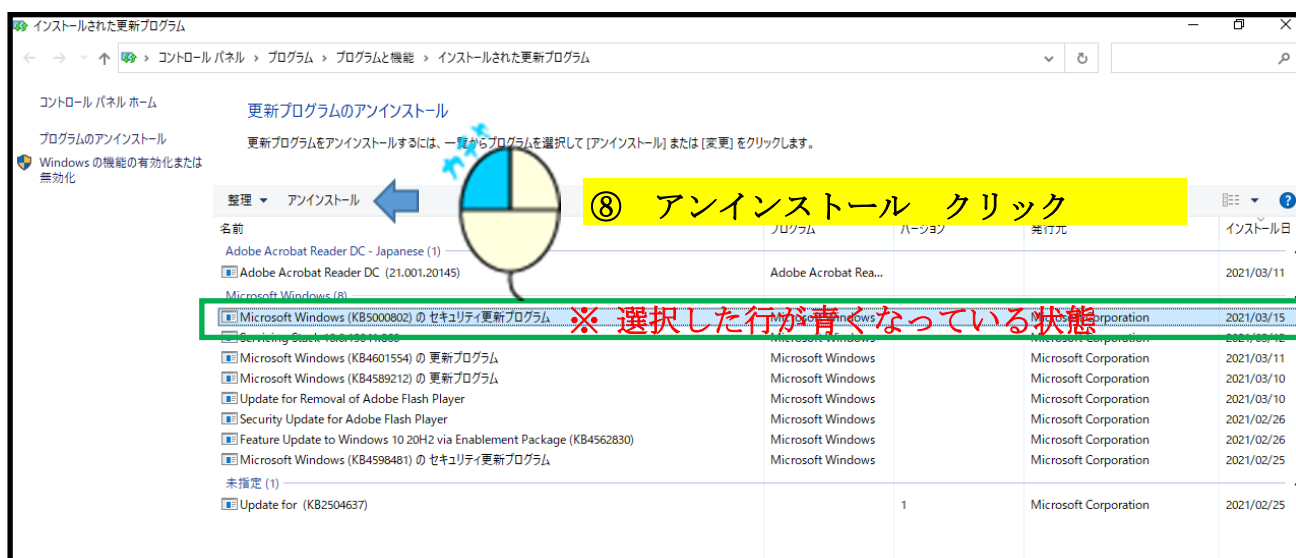 インストールされた更新プログラム
コントロール パネル › プログラム › プログラムと機能 › インストールされた更新プログラム
コントロール パネル ホーム
プログラムのアンインストール
Windows の機能の有効化または
無効化
更新プログラムのアンインストール
更新プログラムをアンインストールするには、一覧からプログラムを選択して [アンインストール] または [変更] をクリックします。
カチッ
整理 アンインストール
⑧ アンインストール クリック
名前 プログラム バージョン 発行元 インストール日
Adobe Acrobat Reader DC - Japanese (1)
Adobe Acrobat Reader DC (21.001.20145) Adobe Acrobat Rea... 2021/03/11
Microsoft Windows (8)
Microsoft Windows (KB5000802) の セキュリティ更新プログラム Microsoft Windows Microsoft Corporation 2021/03/15
※ 選択した行が青くなっている状態
Microsoft Windows (KB4601554) の 更新プログラム Microsoft Windows Microsoft Corporation 2021/03/11
Microsoft Windows (KB4589212) の 更新プログラム Microsoft Windows Microsoft Corporation 2021/03/10
Update for Removal of Adobe Flash Player Microsoft Windows Microsoft Corporation 2021/03/10
Security Update for Adobe Flash Player Microsoft Windows Microsoft Corporation 2021/02/26
Feature Update to Windows 10 20H2 via Enablement Package (KB4562830) Microsoft Windows Microsoft Corporation 2021/02/26
Microsoft Windows (KB4598481) の セキュリティ更新プログラム Microsoft Windows Microsoft Corporation 2021/02/25
未指定 (1)
Update for (KB2504637) 1 Microsoft Corporation 2021/02/25